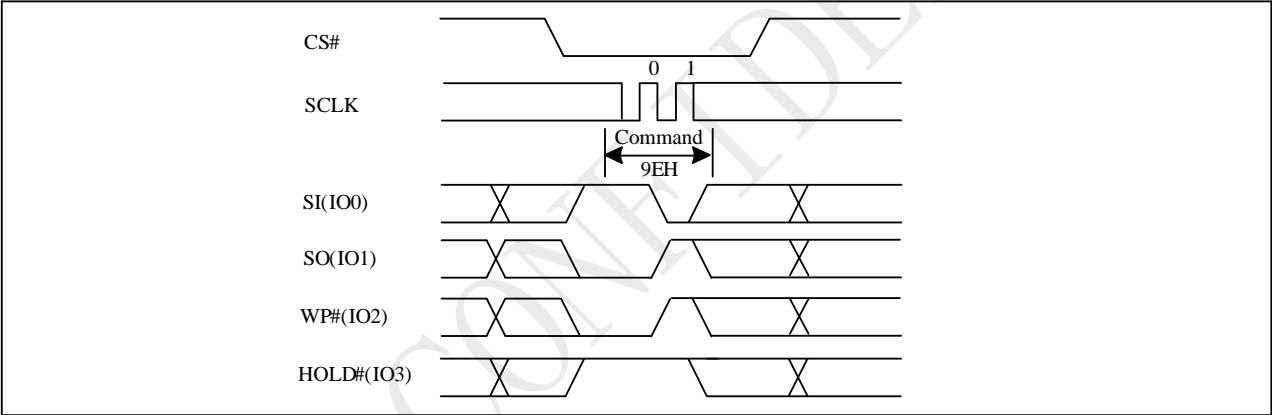 CS#
0 1
SCLK
Command
9EH
SI(IO0)
SO(IO1)
WP#(IO2)
HOLD#(IO3)